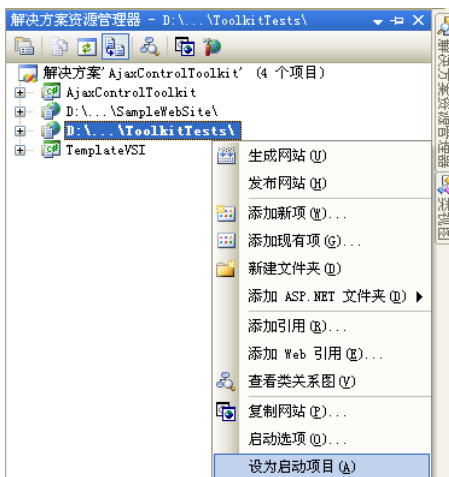 解决方案资源管理器 - D:\...\ToolkitTests\
解决方案'AjaxControlToolkit' (4 个项目)
AjaxControlToolkit
D:\...\SampleWebSite\
D:\...\ToolkitTests\
TemplateVSI
生成网站(U)
发布网站(H)
添加新项(W)...
添加现有项(G)...
新建文件夹(D)
添加 ASP.NET 文件夹(D)
添加引用(R)...
添加 Web 引用(E)...
查看类关系图(V)
复制网站(P)...
启动选项(O)...
设为启动项目(A)
解决方案资源管理器
类视图